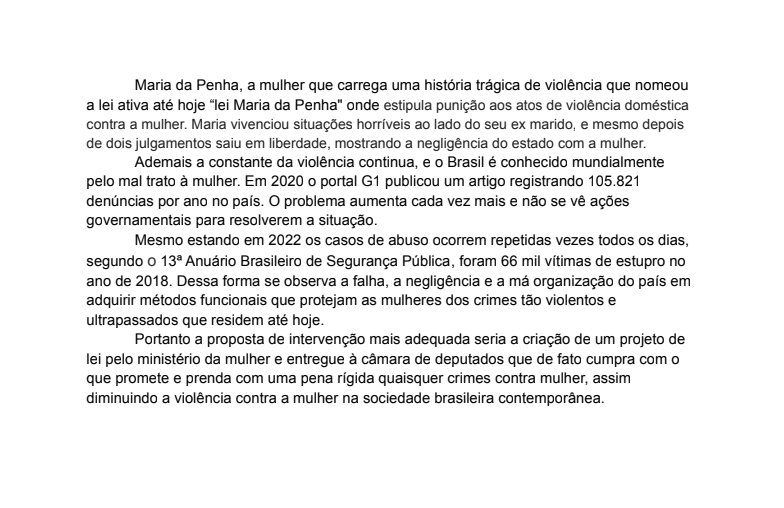 Maria da Penha, a mulher que carrega uma história trágica de violência que nomeou
a lei ativa até hoje “lei Maria da Penha" onde estipula punição aos atos de violência doméstica
contra a mulher. Maria vivenciou situações horríveis ao lado do seu ex marido, e mesmo depois
de dois julgamentos saiu em liberdade, mostrando a negligência do estado com a mulher.
Ademais a constante da violência continua, e o Brasil é conhecido mundialmente
pelo mal trato à mulher. Em 2020 o portal G1 publicou um artigo registrando 105.821
denúncias por ano no país. O problema aumenta cada vez mais e não se vê ações
governamentais para resolverem a situação.
Mesmo estando em 2022 os casos de abuso ocorrem repetidas vezes todos os dias,
segundo o 13ª Anuário Brasileiro de Segurança Pública, foram 66 mil vítimas de estupro no
ano de 2018. Dessa forma se observa a falha, a negligência e a má organização do país em
adquirir métodos funcionais que protejam as mulheres dos crimes tão violentos e
ultrapassados que residem até hoje.
Portanto a proposta de intervenção mais adequada seria a criação de um projeto de
lei pelo ministério da mulher e entregue à câmara de deputados que de fato cumpra com o
que promete e prenda com uma pena rígida quaisquer crimes contra mulher, assim
diminuindo a violência contra a mulher na sociedade brasileira contemporânea.